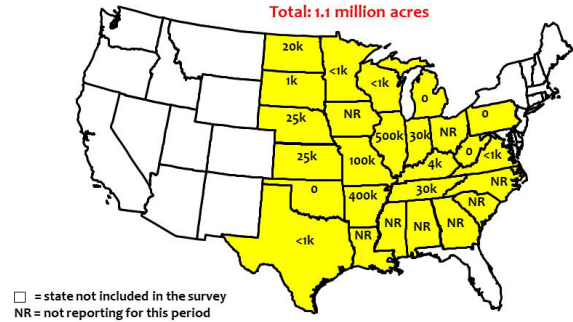 Total: 1.1 million acres
20k
<1k
<1k
1k
0
25k
NR
0
500k
30k
NR
25k
100k
0
<1k
4k
0
400k
30k
NR
NR
<1k
NR
NR
NR
NR
NR
□ = state not included in the survey
NR = not reporting for this period